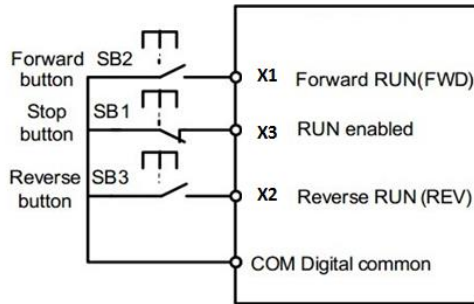 Forward button SB2 X1 Forward RUN(FWD)
Stop button SB1 X3 RUN enabled
Reverse button SB3 X2 Reverse RUN (REV)
COM Digital common